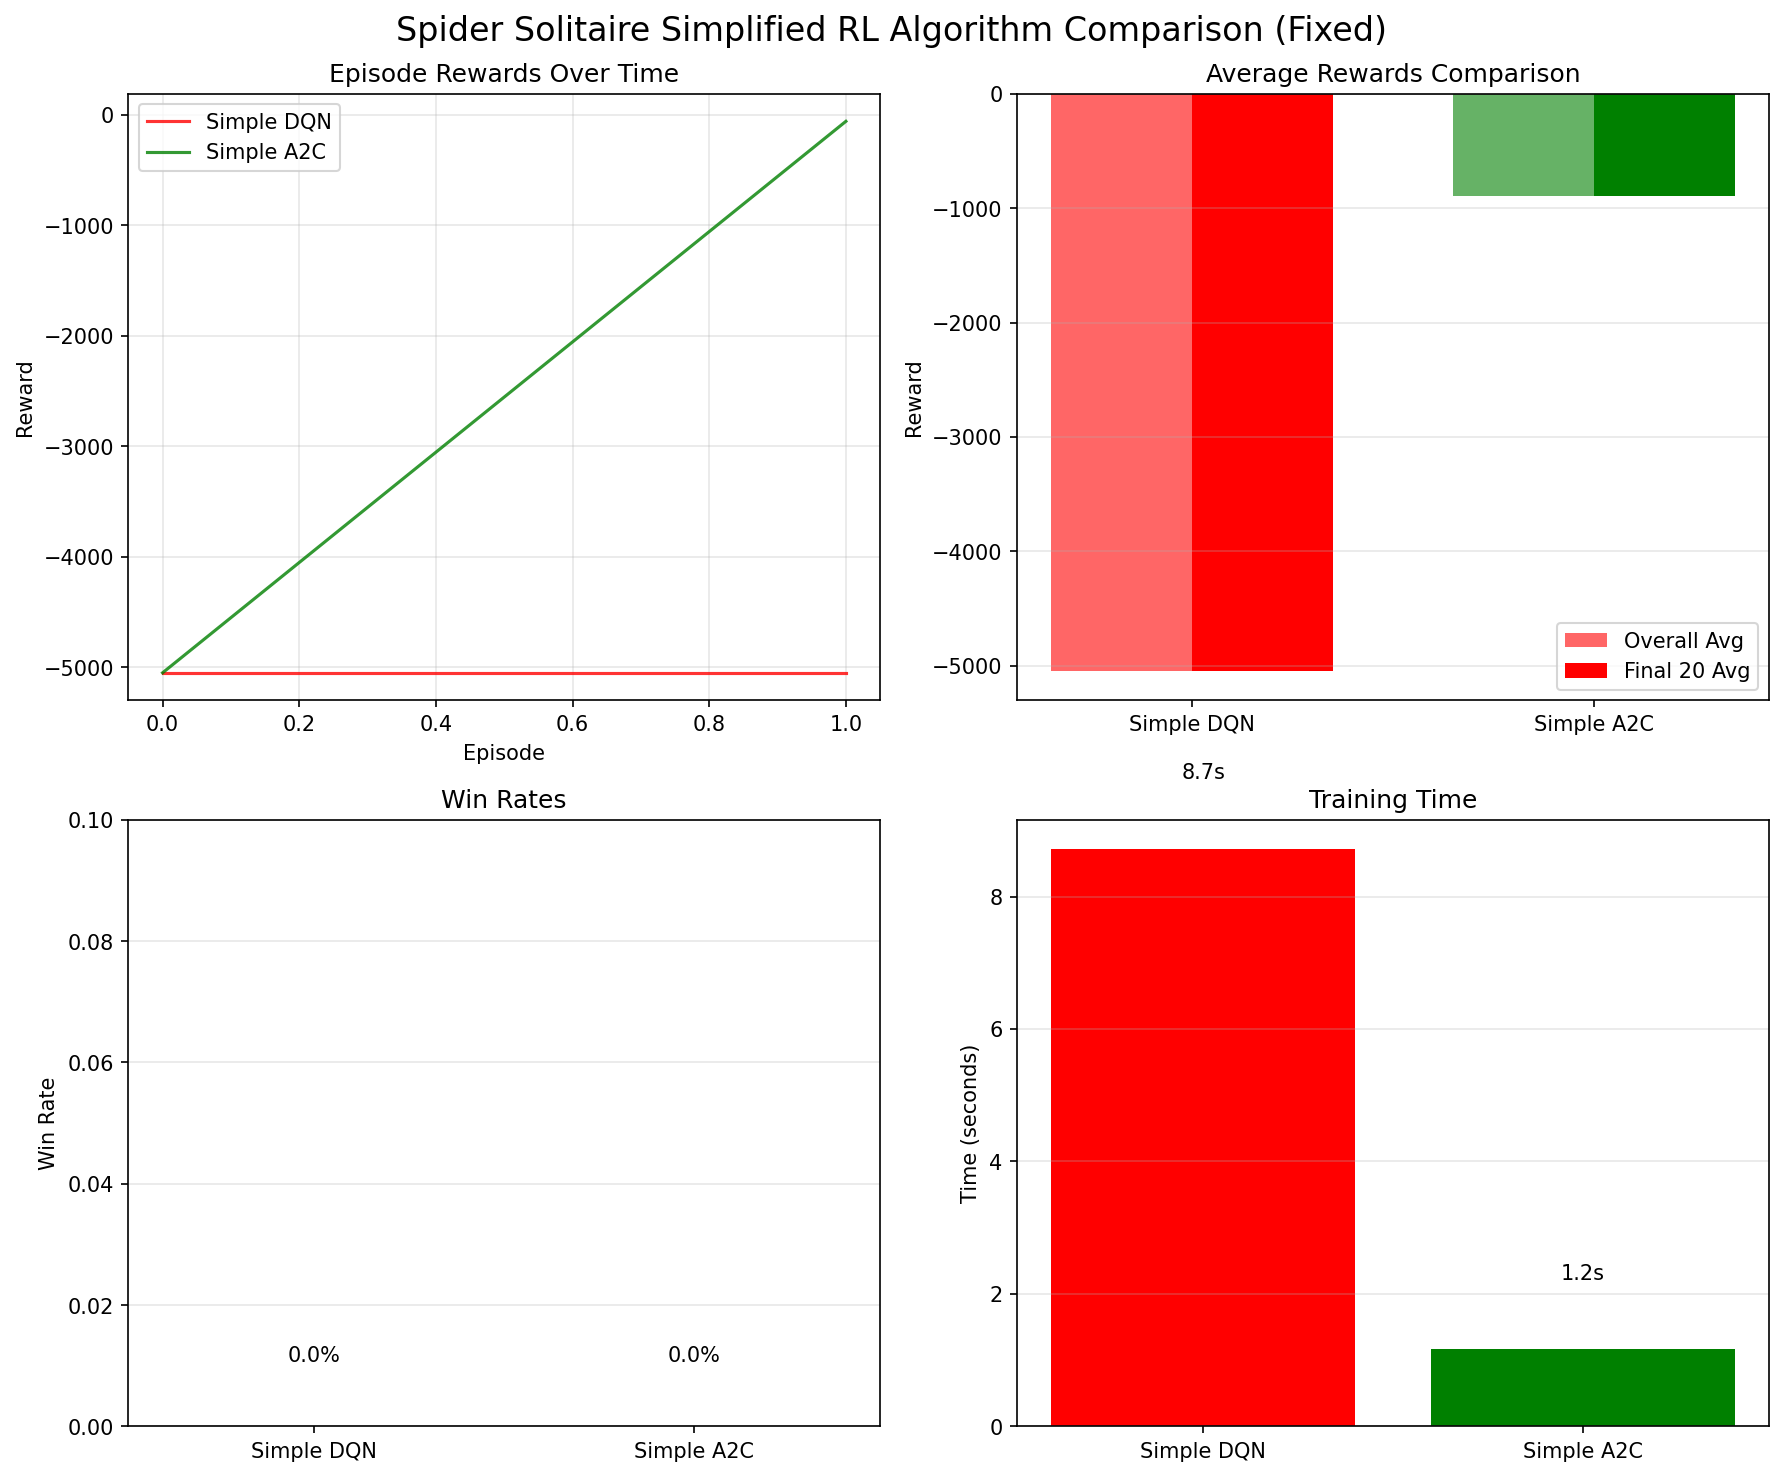 Spider Solitaire Simplified RL Algorithm Comparison (Fixed)
Episode Rewards Over Time
Simple DQN
Simple A2C
0
−1000
−2000
−3000
−4000
−5000
Reward
0.0 0.2 0.4 0.6 0.8 1.0
Episode
Average Rewards Comparison
0
−1000
−2000
−3000
−4000
−5000
Reward
Overall Avg
Final 20 Avg
Simple DQN Simple A2C
Win Rates
0.10
0.08
0.06
0.04
0.02
0.00
Win Rate
0.0% 0.0%
Simple DQN Simple A2C
8.7s
Training Time
8
6
4
2
0
Time (seconds)
1.2s
Simple DQN Simple A2C